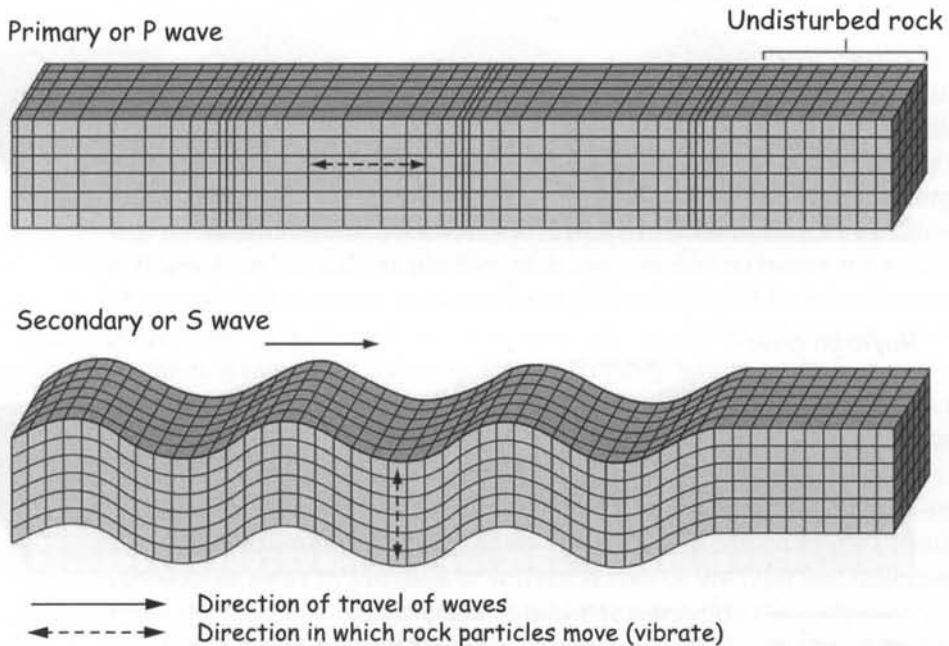 Primary or P wave
Undisturbed rock
Secondary or S wave
Direction of travel of waves
Direction in which rock particles move (vibrate)